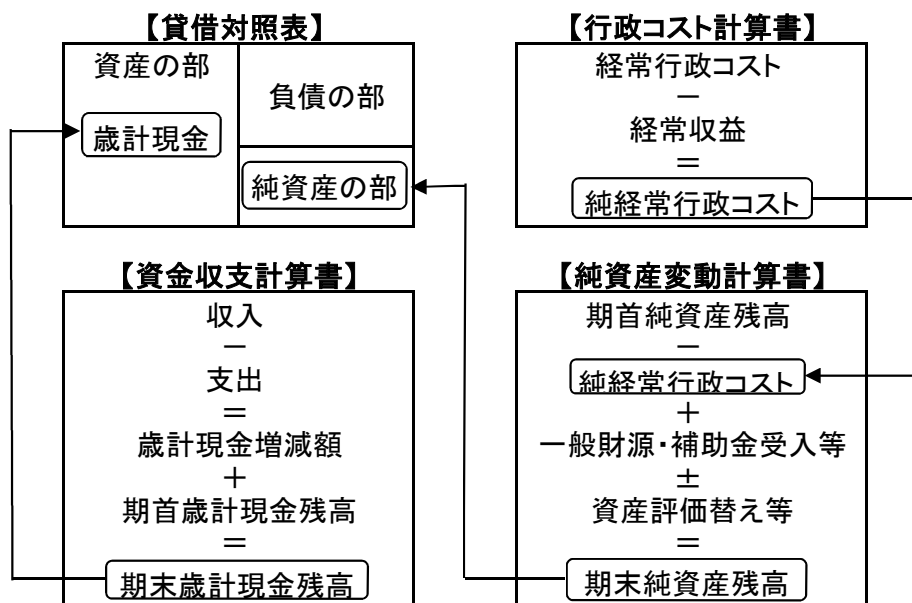 【貸借対照表】
資産の部
歳計現金
負債の部
純資産の部
【行政コスト計算書】
経常行政コスト
－
経常収益
＝
純経常行政コスト
【資金収支計算書】
収入
－
支出
＝
歳計現金増減額
＋
期首歳計現金残高
＝
期末歳計現金残高
【純資産変動計算書】
期首純資産残高
－
純経常行政コスト
＋
一般財源・補助金受入等
±
資産評価替え等
＝
期末純資産残高